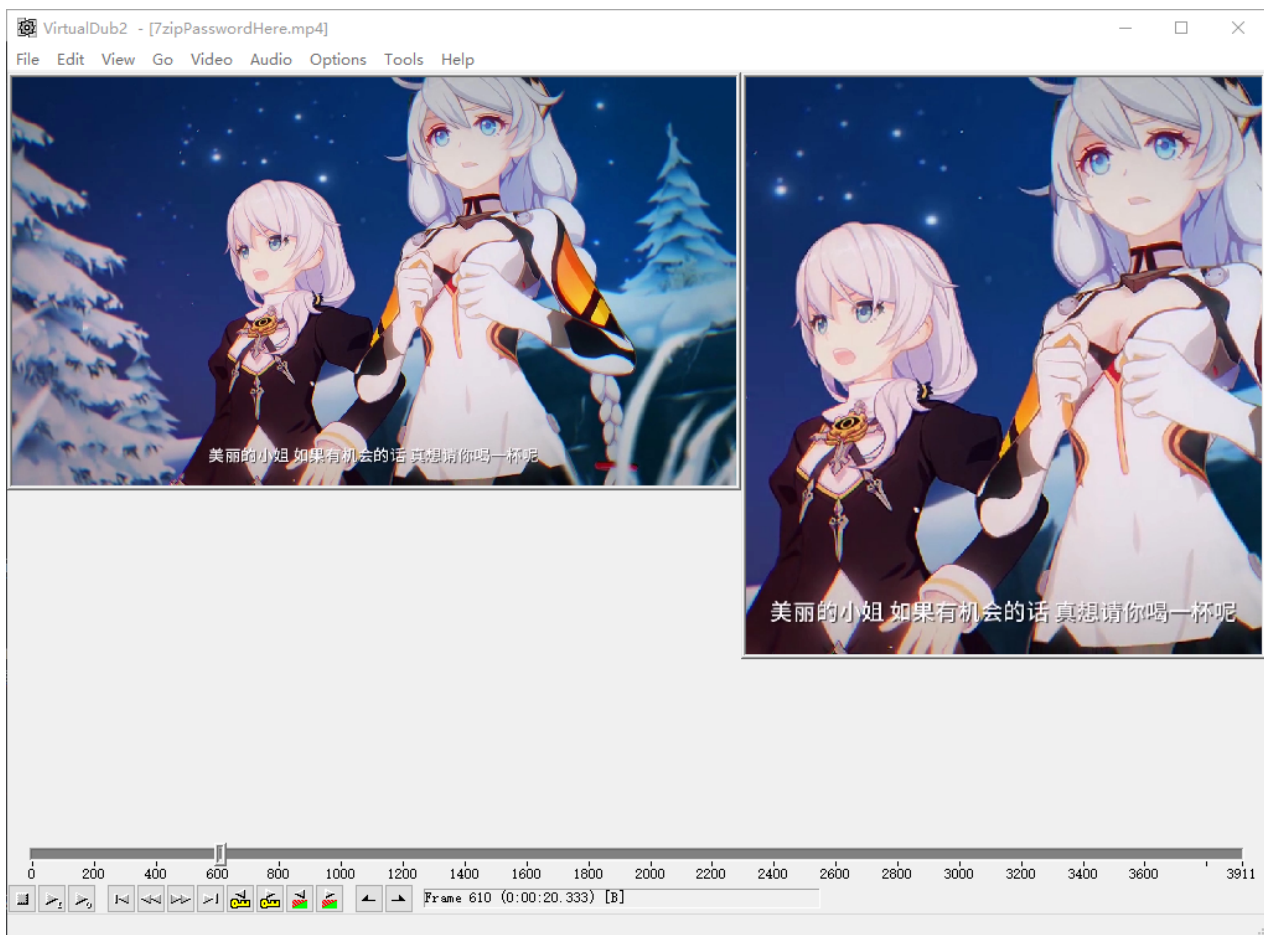 VirtualDub2 - [7zipPasswordHere.mp4]
File Edit View Go Video Audio Options Tools Help
美丽的小姐 如果有机会的话 真想请你喝一杯呢
美丽的小姐 如果有机会的话 真想请你喝一杯呢
0 200 400 600 800 1000 1200 1400 1600 1800 2000 2200 2400 2600 2800 3000 3200 3400 3600 3911
Frame 610 (0:00:20.333) [B]